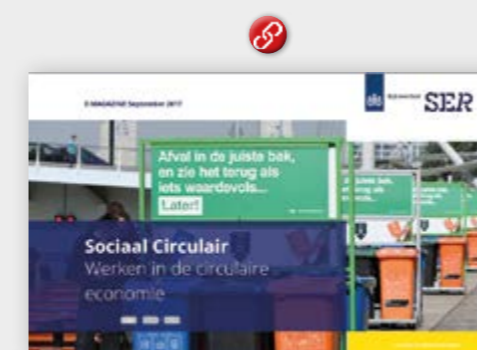 E-MAGAZINE September 2017
SER
Afval in de juiste bak,
en zie het terug als
iets waardevols...
Later!
Sociaal Circulair
Werken in de circulaire
economie